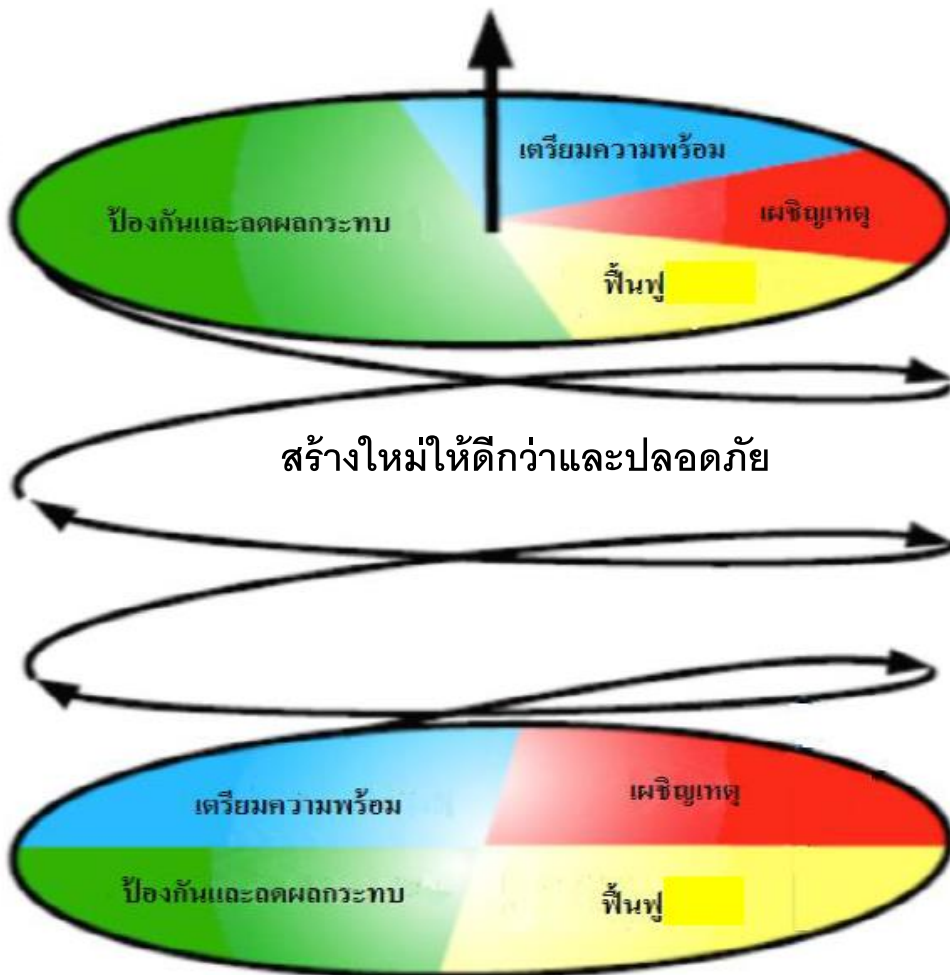 เตรียมความพร้อม
ป้องกันและลดผลกระทบ
เผชิญเหตุ
ฟื้นฟู
สร้างใหม่ให้ดีกว่าและปลอดภัย
เตรียมความพร้อม
เผชิญเหตุ
ป้องกันและลดผลกระทบ
ฟื้นฟู